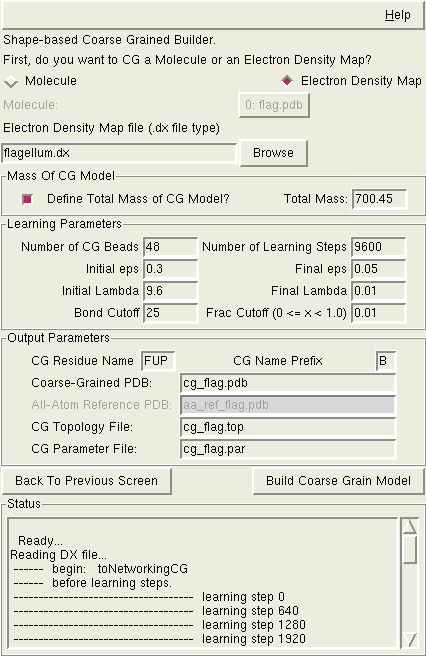 Help
Shape-based Coarse Grained Builder.
First, do you want to CG a Molecule or an Electron Density Map?
Molecule Electron Density Map
Molecule: 0: flag.pdb
Electron Density Map file (.dx file type)
flagellum.dx Browse
Mass Of CG Model
Define Total Mass of CG Model? Total Mass: 700.45
Learning Parameters
Number of CG Beads 48 Number of Learning Steps 9600
Initial eps 0.3 Final eps 0.05
Initial Lambda 9.6 Final Lambda 0.01
Bond Cutoff 25 Frac Cutoff (0 <= x < 1.0) 0.01
Output Parameters
CG Residue Name FUP CG Name Prefix B
Coarse-Grained PDB: cg_flag.pdb
All-Atom Reference PDB: aa_ref_flag.pdb
CG Topology File: cg_flag.top
CG Parameter File: cg_flag.par
Back To Previous Screen Build Coarse Grain Model
Status
Ready...
Reading DX file...
------ begin: toNetworkingCG
------ before learning steps.
------------------------------------ learning step 0
------------------------------------ learning step 640
------------------------------------ learning step 1280
------------------------------------ learning step 1920